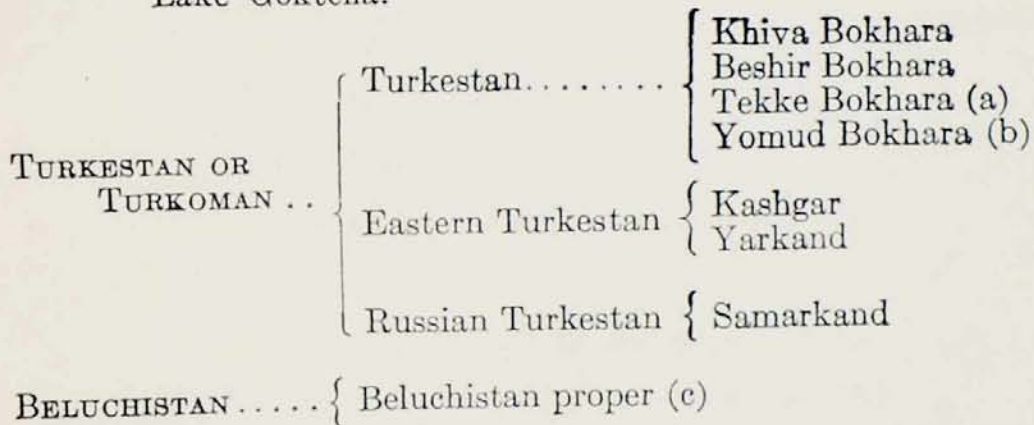 Khiva Bokhara
Turkestan........ Beshir Bokhara
Tekke Bokhara (a)
Yomud Bokhara (b)
TURKESTAN OR
TURKOMAN ..
Eastern Turkestan { Kashgar
Yarkand
Russian Turkestan { Samarkand
BELUCHISTAN ..... { Beluchistan proper (c)